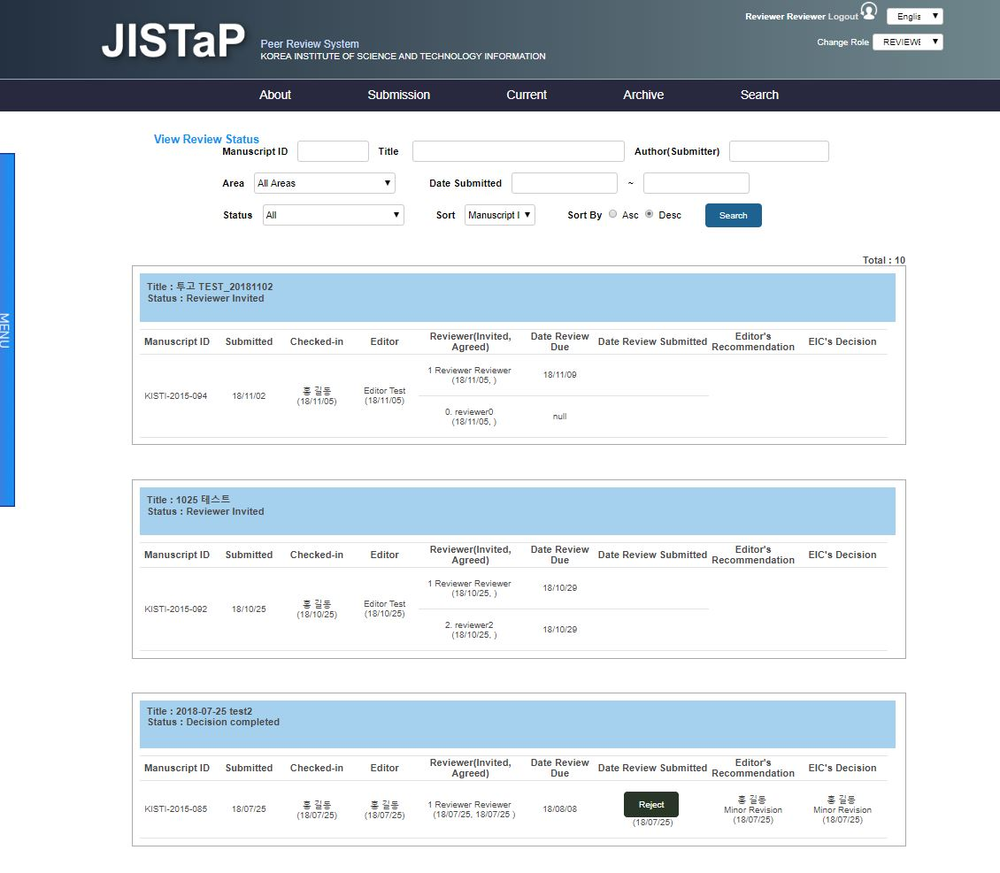 JISTaP
Peer Review System
KOREA INSTITUTE OF SCIENCE AND TECHNOLOGY INFORMATION
Reviewer Reviewer Logout
Englis
Change Role REVIEWE
About Submission Current Archive Search
MENU
View Review Status
Manuscript ID Title Author(Submitter)
Area All Areas Date Submitted ~
Status All Sort Manuscript I Sort By Asc Desc Search
Total : 10
Title : 투고 TEST_20181102
Status : Reviewer Invited
Manuscript ID Submitted Checked-in Editor Reviewer(Invited, Agreed) Date Review Due Date Review Submitted Editor's Recommendation EIC's Decision
KISTI-2015-094 18/11/02 홍 길동 (18/11/05) Editor Test (18/11/05) 1 Reviewer Reviewer (18/11/05, ) 18/11/09
0. reviewer0 (18/11/05, ) null
Title : 1025 테스트
Status : Reviewer Invited
Manuscript ID Submitted Checked-in Editor Reviewer(Invited, Agreed) Date Review Due Date Review Submitted Editor's Recommendation EIC's Decision
KISTI-2015-092 18/10/25 홍 길동 (18/10/25) Editor Test (18/10/25) 1 Reviewer Reviewer (18/10/25, ) 18/10/29
2. reviewer2 (18/10/25, ) 18/10/29
Title : 2018-07-25 test2
Status : Decision completed
Manuscript ID Submitted Checked-in Editor Reviewer(Invited, Agreed) Date Review Due Date Review Submitted Editor's Recommendation EIC's Decision
KISTI-2015-085 18/07/25 홍 길동 (18/07/25) 홍 길동 (18/07/25) 1 Reviewer Reviewer (18/07/25, 18/07/25 ) 18/08/08 Reject (18/07/25) 홍 길동 Minor Revision (18/07/25) 홍 길동 Minor Revision (18/07/25)